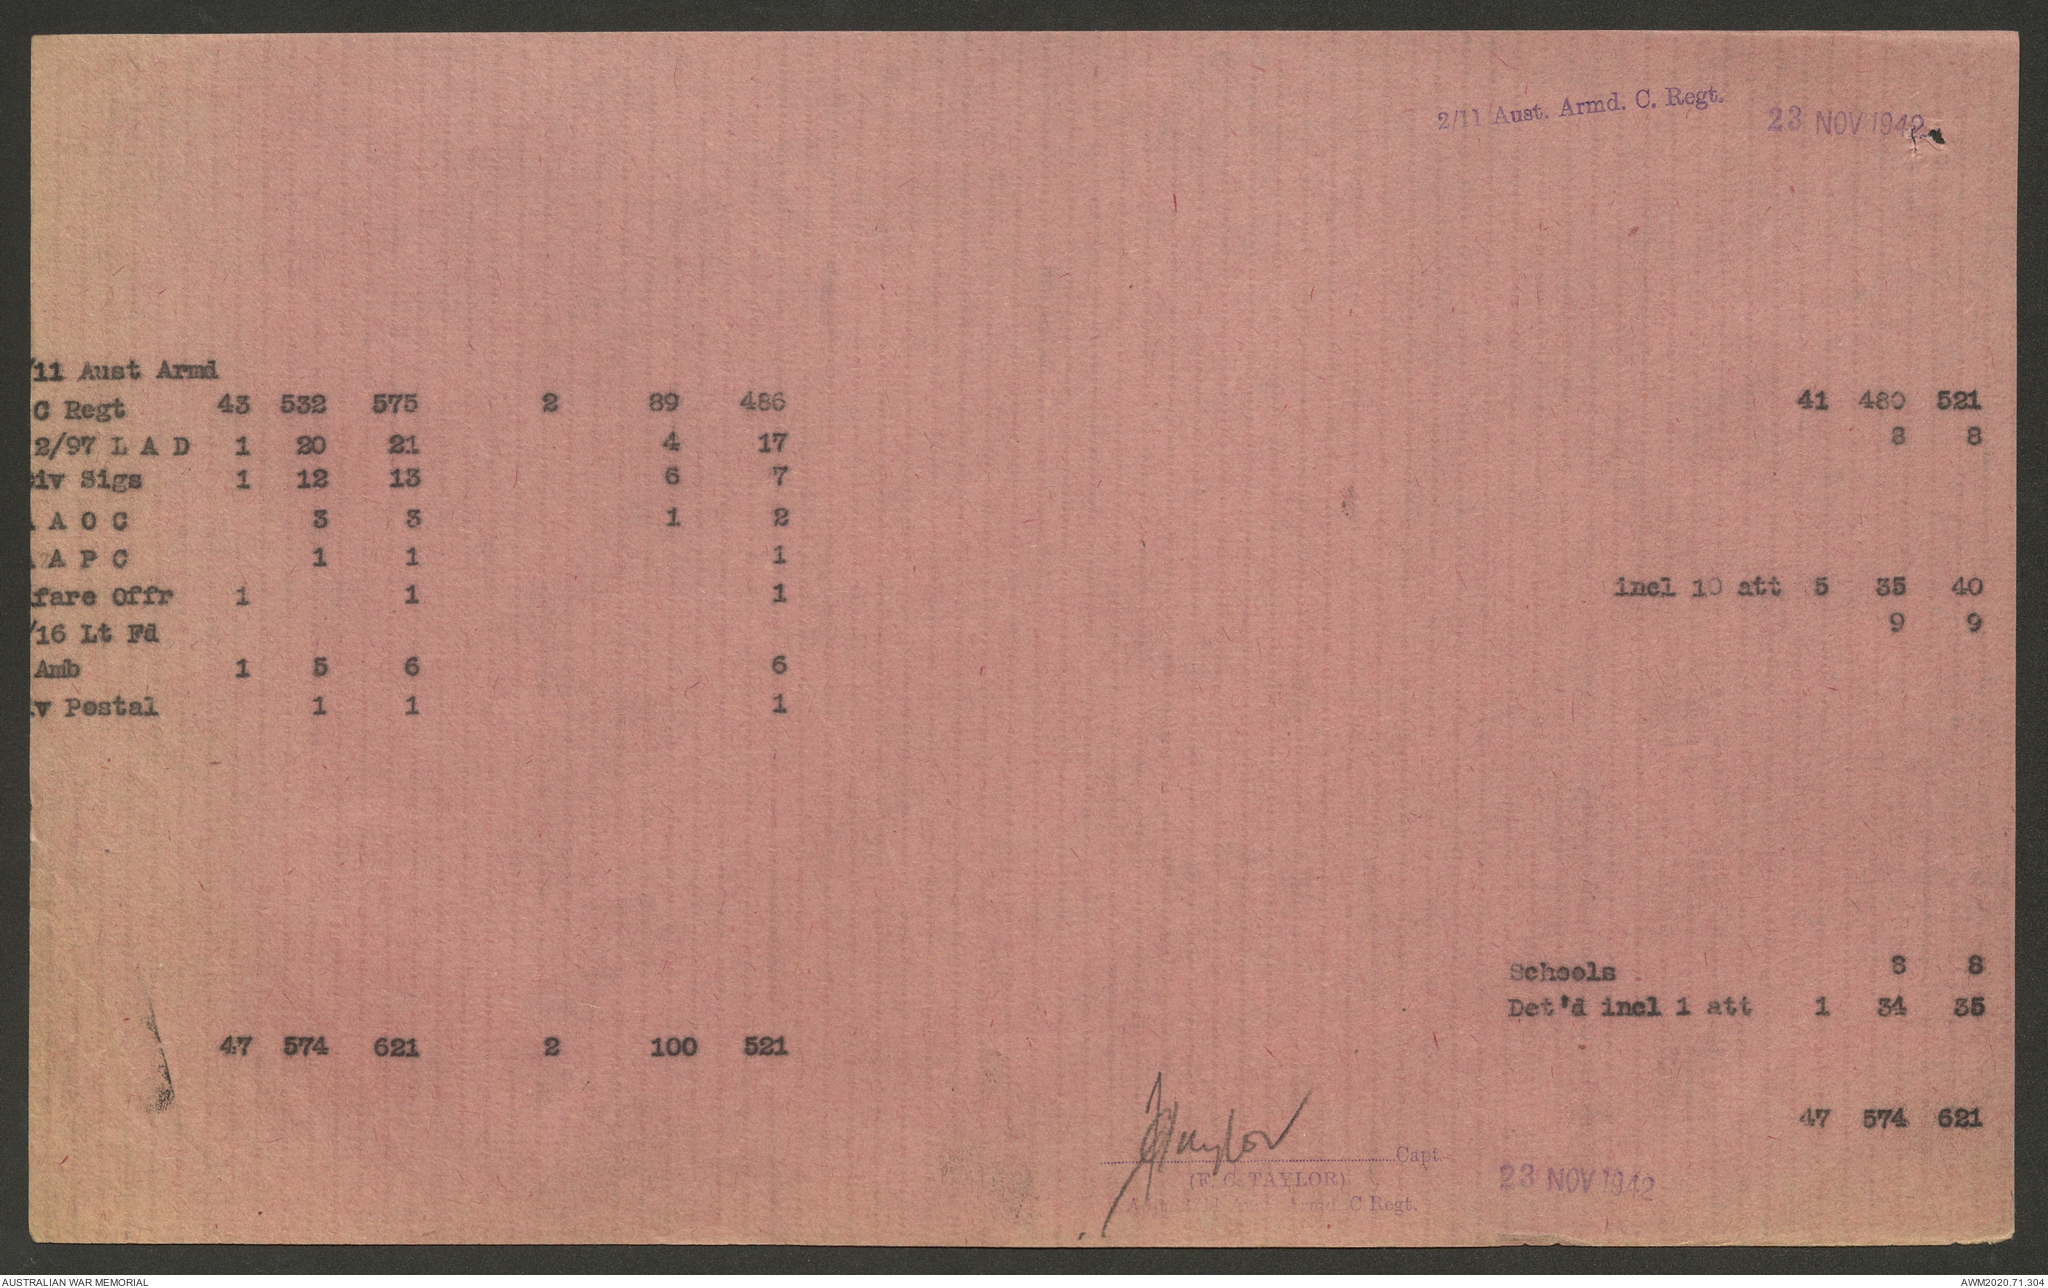 2/11 Aust. Armd. C. Regt. 23 NOV 1942
/11 Aust Armd
C Regt 43 532 575 2 89 486 41 480 521
2/97 L A D 1 20 21 4 17 8 8
iv Sigs 1 12 13 6 7
A O C 3 3 1 2
A P C 1 1 1
fare Offr 1 1 1 incl 10 att 5 35 40
/16 Lt Fd 9 9
Amb 1 5 6 6
v Postal 1 1 1
Schools 8 8
Det'd incl 1 att 1 34 35
47 574 621 2 100 521
47 574 621
Taylor Capt.
(F. C. TAYLOR)
Armd C Regt.
23 NOV 1942
AUSTRALIAN WAR MEMORIAL AWM2020.71.304